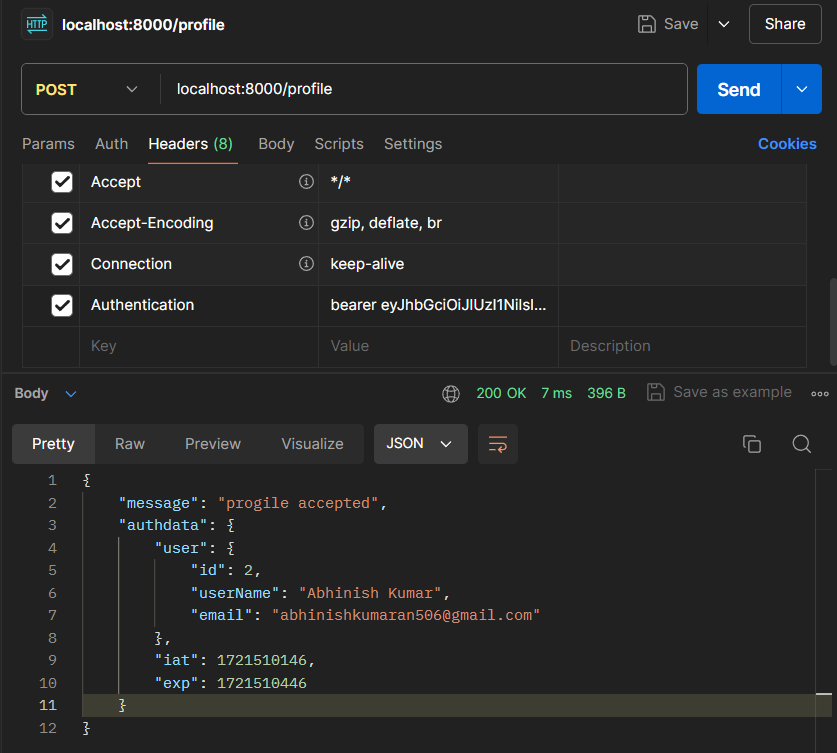 HTTP localhost:8000/profile Save Share
POST localhost:8000/profile Send
Params Auth Headers (8) Body Scripts Settings Cookies
Accept */*
Accept-Encoding gzip, deflate, br
Connection keep-alive
Authentication bearer eyJhbGciOiJIUzI1NiIsI...
Key Value Description
Body 200 OK 7 ms 396 B Save as example
Pretty Raw Preview Visualize JSON
1 {
2 "message": "progile accepted",
3 "authdata": {
4 "user": {
5 "id": 2,
6 "userName": "Abhinish Kumar",
7 "email": "abhinishkumaran506@gmail.com"
8 },
9 "iat": 1721510146,
10 "exp": 1721510446
11 }
12 }